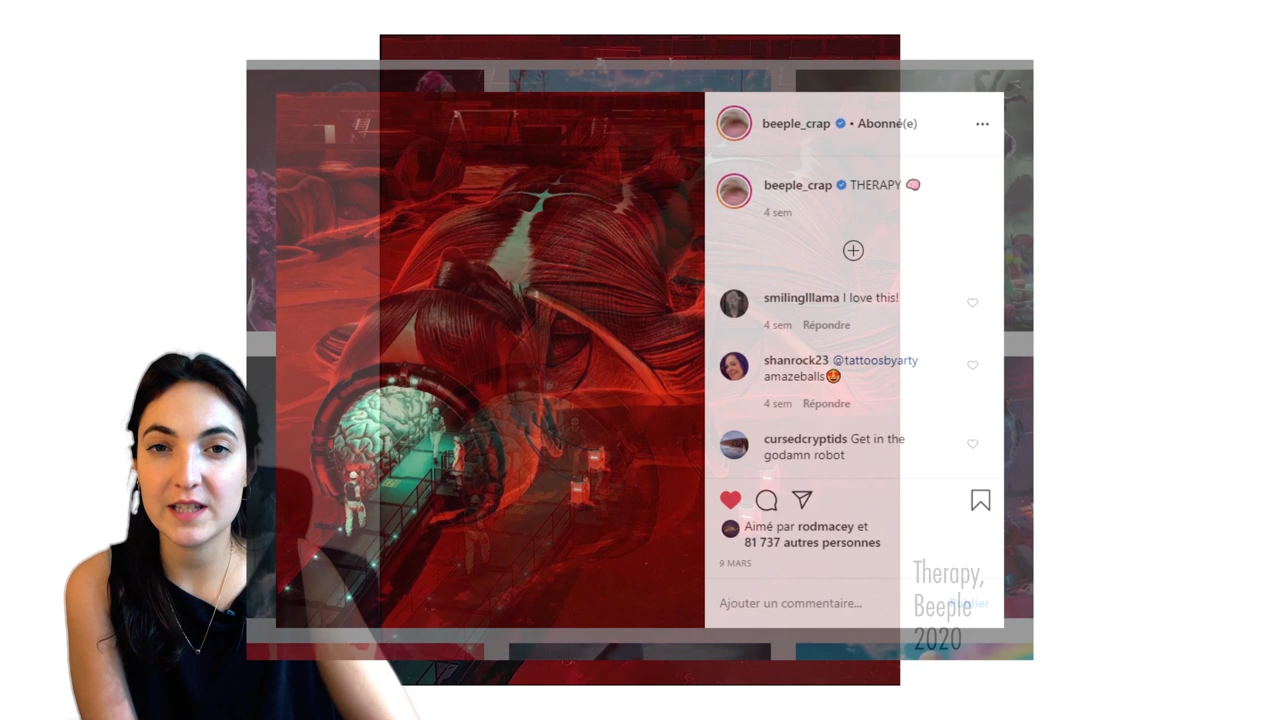 beeple_crap • Abonné(e)
beeple_crap THERAPY 🧠
4 sem
smilinglllama I love this!
4 sem Répondre
shanrock23 @tattoosbyarty
amazeballs🤩
4 sem Répondre
cursedcryptids Get in the
godamn robot
Aimé par rodmacey et
81 737 autres personnes
9 MARS
Ajouter un commentaire... Publier
Therapy,
Beeple
2020